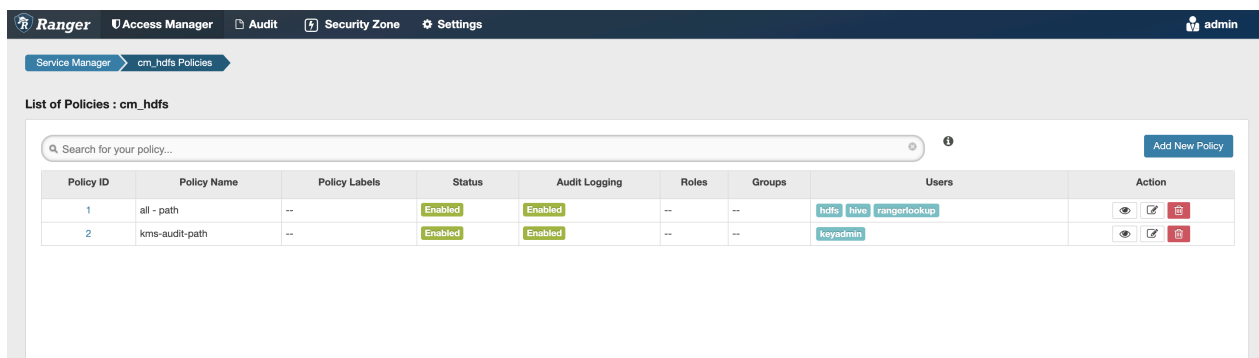 Ranger Access Manager Audit Security Zone Settings admin
Service Manager cm_hdfs Policies
List of Policies : cm_hdfs
Search for your policy... Add New Policy
Policy ID Policy Name Policy Labels Status Audit Logging Roles Groups Users Action
1 all - path -- Enabled Enabled -- -- hdfs hive rangerlookup
2 kms-audit-path -- Enabled Enabled -- -- keyadmin